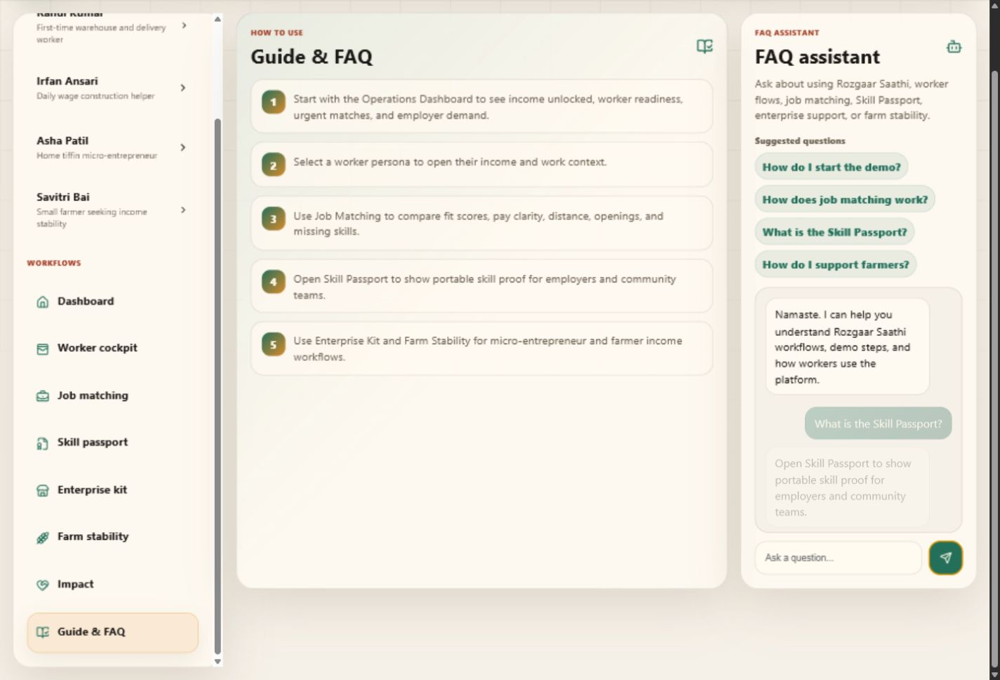 Rahul Kumar
First-time warehouse and delivery
worker
Irfan Ansari
Daily wage construction helper
Asha Patil
Home tiffin micro-entrepreneur
Savitri Bai
Small farmer seeking income
stability
WORKFLOWS
Dashboard
Worker cockpit
Job matching
Skill passport
Enterprise kit
Farm stability
Impact
Guide & FAQ
HOW TO USE
Guide & FAQ
1
Start with the Operations Dashboard to see income unlocked, worker readiness,
urgent matches, and employer demand.
2
Select a worker persona to open their income and work context.
3
Use Job Matching to compare fit scores, pay clarity, distance, openings, and
missing skills.
4
Open Skill Passport to show portable skill proof for employers and community
teams.
5
Use Enterprise Kit and Farm Stability for micro-entrepreneur and farmer income
workflows.
FAQ ASSISTANT
FAQ assistant
Ask about using Rozgaar Saathi, worker
flows, job matching, Skill Passport,
enterprise support, or farm stability.
Suggested questions
How do I start the demo?
How does job matching work?
What is the Skill Passport?
How do I support farmers?
Namaste. I can help you
understand Rozgaar Saathi
workflows, demo steps, and
how workers use the
platform.
What is the Skill Passport?
Open Skill Passport to show
portable skill proof for
employers and community
teams.
Ask a question...